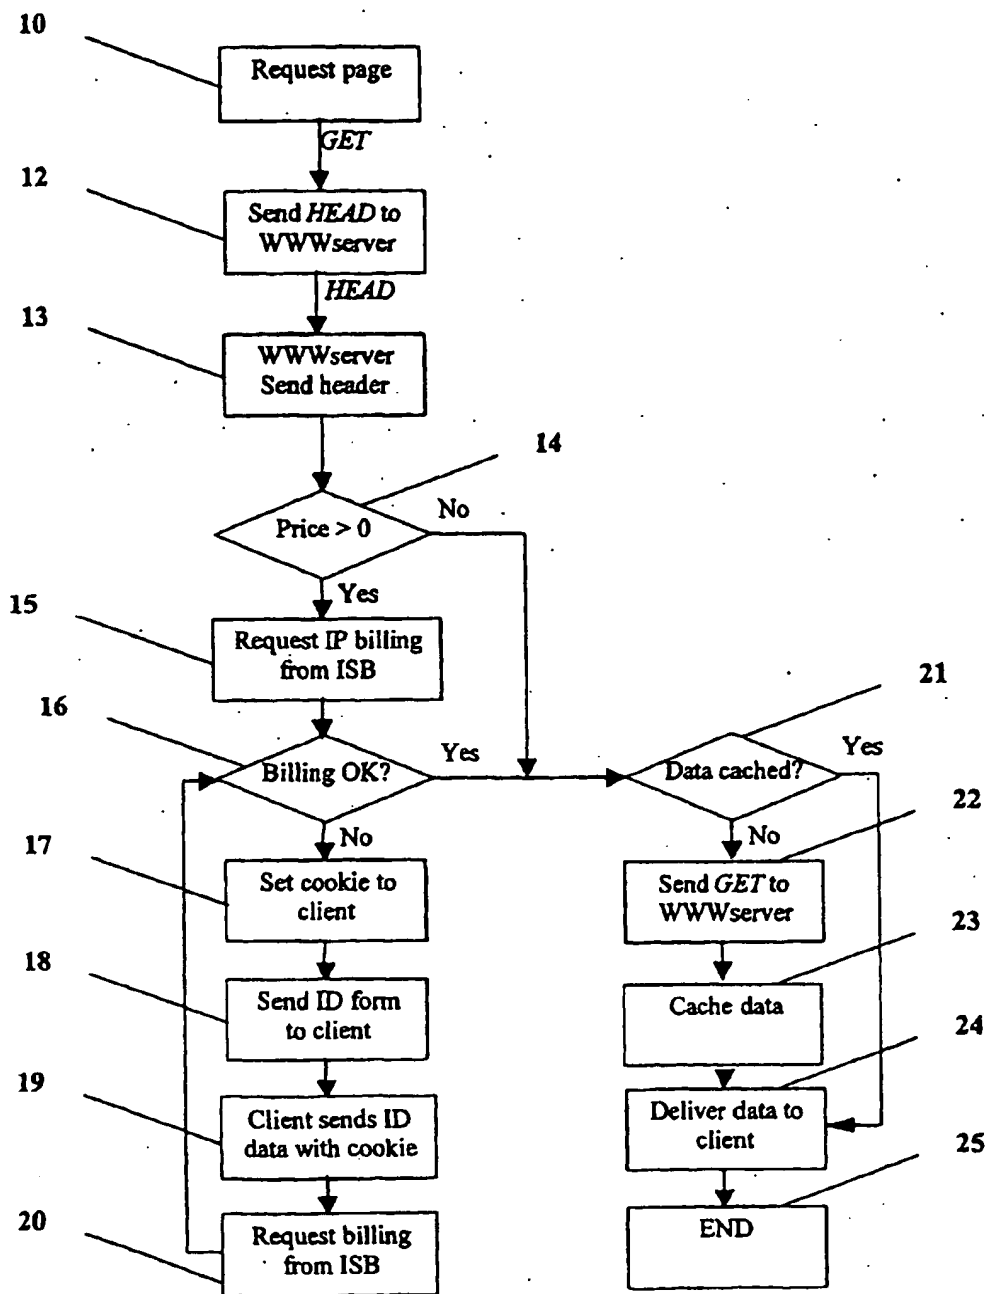 10
Request page
GET
12
Send HEAD to
WWWserver
HEAD
13
WWWserver
Send header
14
Price > 0
No
Yes
15
Request IP billing
from ISB
16
Billing OK?
Yes
No
17
Set cookie to
client
18
Send ID form
to client
19
Client sends ID
data with cookie
20
Request billing
from ISB
21
Data cached?
Yes
No
22
Send GET to
WWWserver
23
Cache data
24
Deliver data to
client
25
END